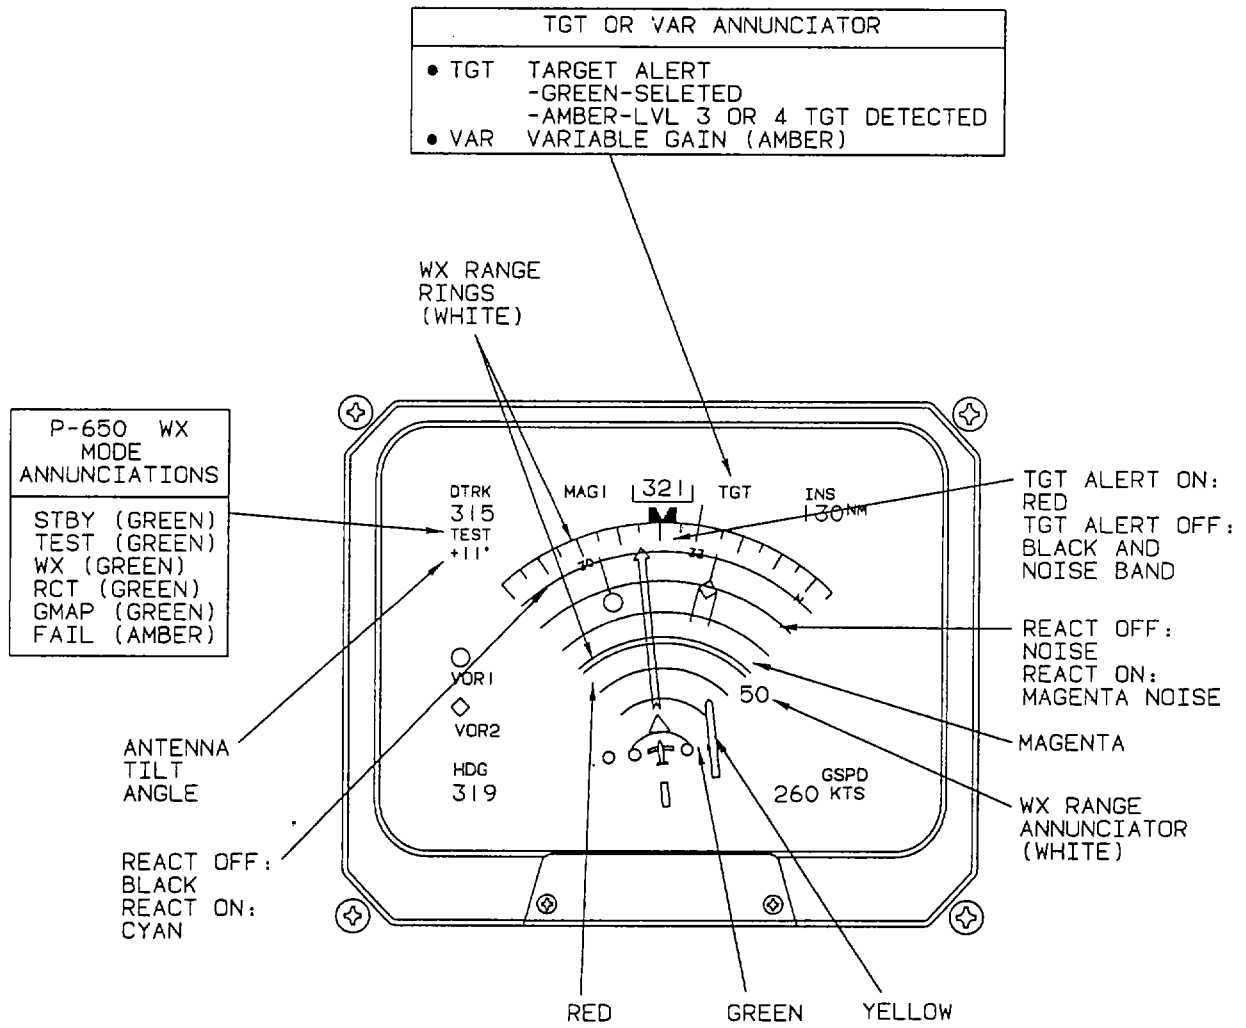 TGT OR VAR ANNUNCIATOR
• TGT TARGET ALERT
-GREEN-SELETED
-AMBER-LVL 3 OR 4 TGT DETECTED
• VAR VARIABLE GAIN (AMBER)
WX RANGE
RINGS
(WHITE)
P-650 WX
MODE
ANNUNCIATIONS
STBY (GREEN)
TEST (GREEN)
WX (GREEN)
RCT (GREEN)
GMAP (GREEN)
FAIL (AMBER)
DTRK
315
TEST
+11°
MAG1
321
TGT
INS
130 NM
30
33
VOR1
VOR2
HDG
319
50
GSPD
260 KTS
TGT ALERT ON:
RED
TGT ALERT OFF:
BLACK AND
NOISE BAND
REACT OFF:
NOISE
REACT ON:
MAGENTA NOISE
MAGENTA
WX RANGE
ANNUNCIATOR
(WHITE)
ANTENNA
TILT
ANGLE
REACT OFF:
BLACK
REACT ON:
CYAN
RED
GREEN
YELLOW